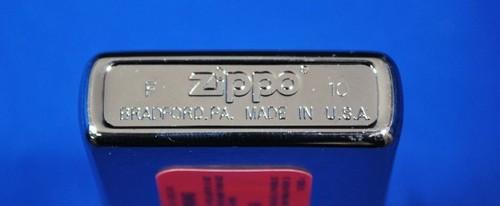 F zippo® 10
BRADFORD,PA. MADE IN U.S.A